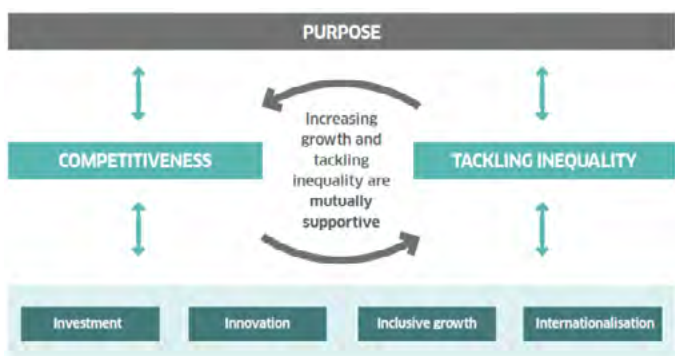 PURPOSE
Increasing
growth and
tackling
inequality are
mutually
supportive
COMPETITIVENESS
TACKLING INEQUALITY
Investment
Innovation
Inclusive growth
Internationalisation